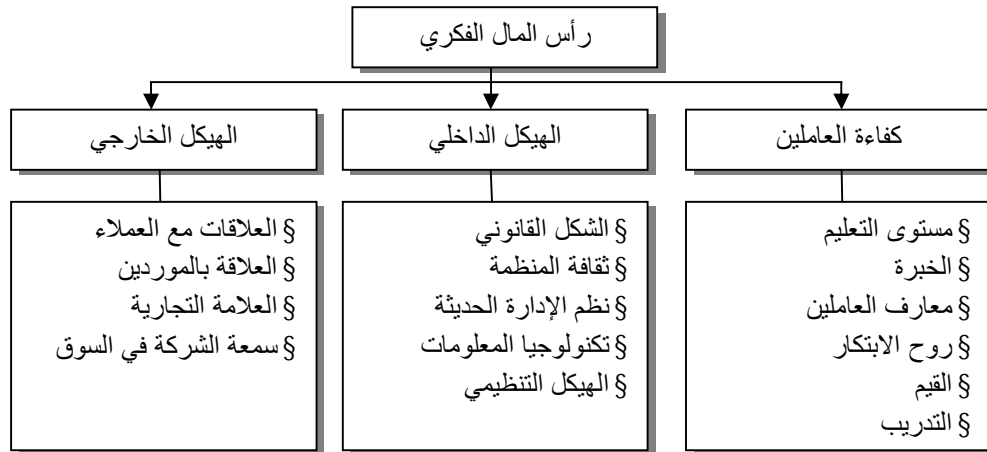 رأس المال الفكري
كفاءة العاملين
§ مستوى التعليم
§ الخبرة
§ معارف العاملين
§ روح الابتكار
§ القيم
§ التدريب
الهيكل الداخلي
§ الشكل القانوني
§ ثقافة المنظمة
§ نظم الإدارة الحديثة
§ تكنولوجيا المعلومات
§ الهيكل التنظيمي
الهيكل الخارجي
§ العلاقات مع العملاء
§ العلاقة بالموردين
§ العلامة التجارية
§ سمعة الشركة في السوق